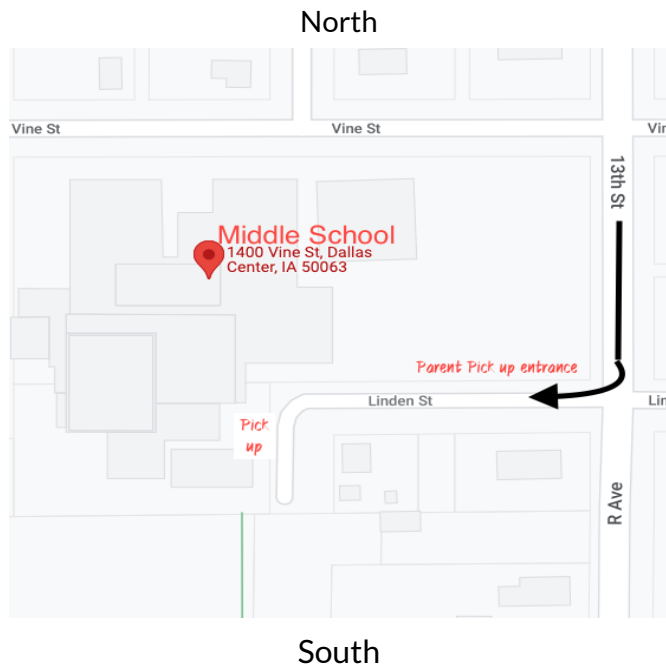 North
Vine St
Vine St
Vin
13th St
Middle School
1400 Vine St, Dallas
Center, IA 50063
Parent Pick up entrance
Linden St
Lin
Pick
up
R Ave
South